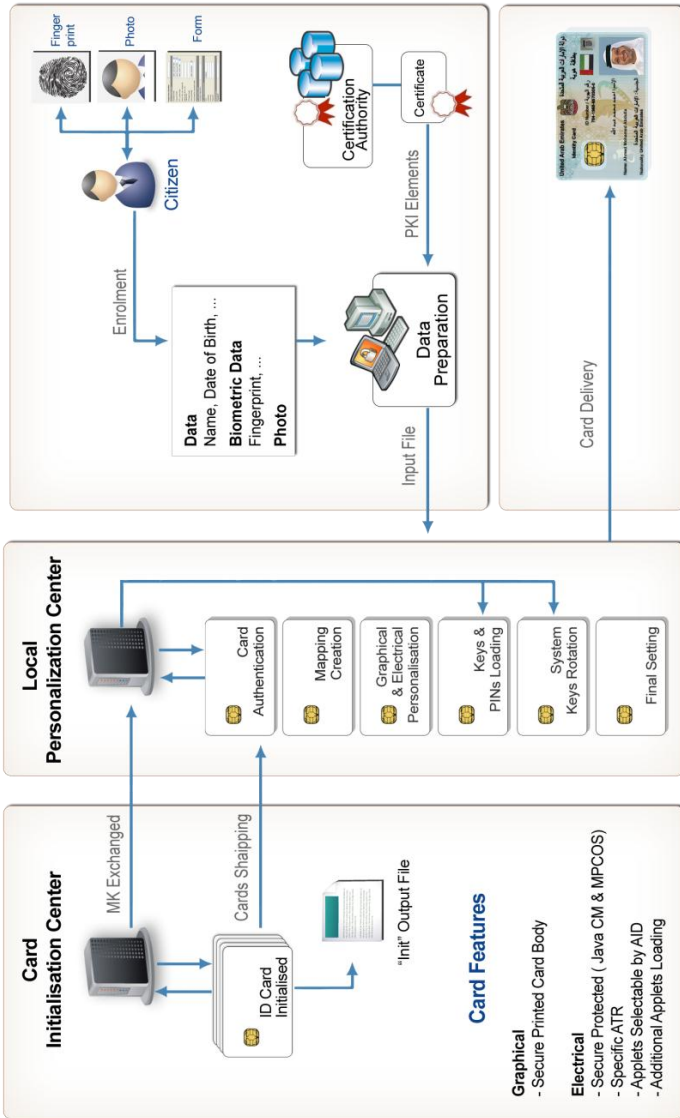 Card
Initialisation Center
MK Exchanged
ID Card
Initialised
Cards Shaipping
"Init" Output File
Card Features
Graphical
- Secure Printed Card Body
Electrical
- Secure Protected ( Java CM & MPCOS)
- Specific ATR
- Applets Selectable by AID
- Additional Applets Loading
Local
Personalization Center
Card
Authentication
Mapping
Creation
Graphical
& Electrical
Personalisation
Keys &
PINs Loading
System
Keys Rotation
Final Setting
Enrolment
Citizen
Finger
print
Photo
Form
Data
Name, Date of Birth, ...
Biometric Data
Fingerprint, ...
Photo
Certification
Authority
Certificate
PKI Elements
Data
Preparation
Input File
Card Delivery
United Arab Emirates
Identity Card